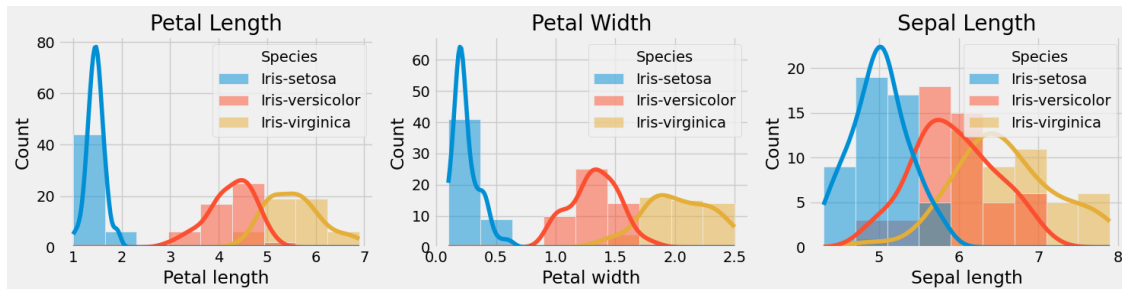 Petal Length
Count
80
60
40
20
0
Species
Iris-setosa
Iris-versicolor
Iris-virginica
1 2 3 4 5 6 7
Petal length
Petal Width
Count
60
50
40
30
20
10
0
Species
Iris-setosa
Iris-versicolor
Iris-virginica
0.0 0.5 1.0 1.5 2.0 2.5
Petal width
Sepal Length
Count
20
15
10
5
0
Species
Iris-setosa
Iris-versicolor
Iris-virginica
5 6 7 8
Sepal length